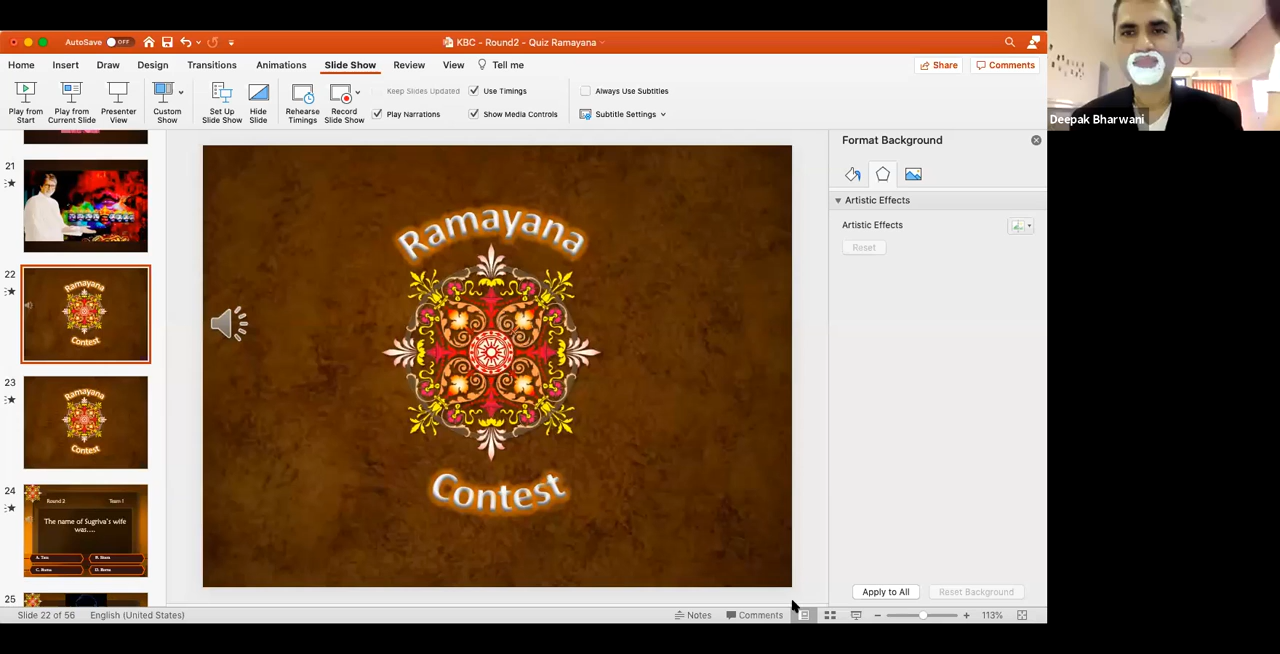 AutoSave OFF
KBC - Round2 - Quiz Ramayana
Home Insert Draw Design Transitions Animations Slide Show Review View Tell me
Share Comments
Play from Start
Play from Current Slide
Presenter View
Custom Show
Set Up Slide Show
Hide Slide
Rehearse Timings
Record Slide Show
Keep Slides Updated
Play Narrations
Use Timings
Show Media Controls
Always Use Subtitles
Subtitle Settings
Deepak Bharwani
21
22
Ramayana
Contest
23
Ramayana
Contest
24
Round 2 Team 1
The name of Sugriva's wife
was....
25
Ramayana
Contest
Format Background
Artistic Effects
Artistic Effects
Reset
Apply to All Reset Background
Slide 22 of 56 English (United States) Notes Comments 113%